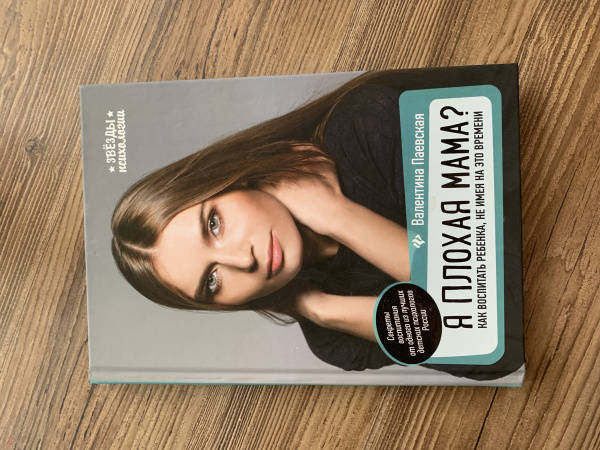 ★ ЗВЁЗДЫ ★
психологии
Валентина Паевская
Я ПЛОХАЯ МАМА?
КАК ВОСПИТАТЬ РЕБЕНКА, НЕ ИМЕЯ НА ЭТО ВРЕМЕНИ
Секреты
воспитания
от одного из лучших
детских психологов
России